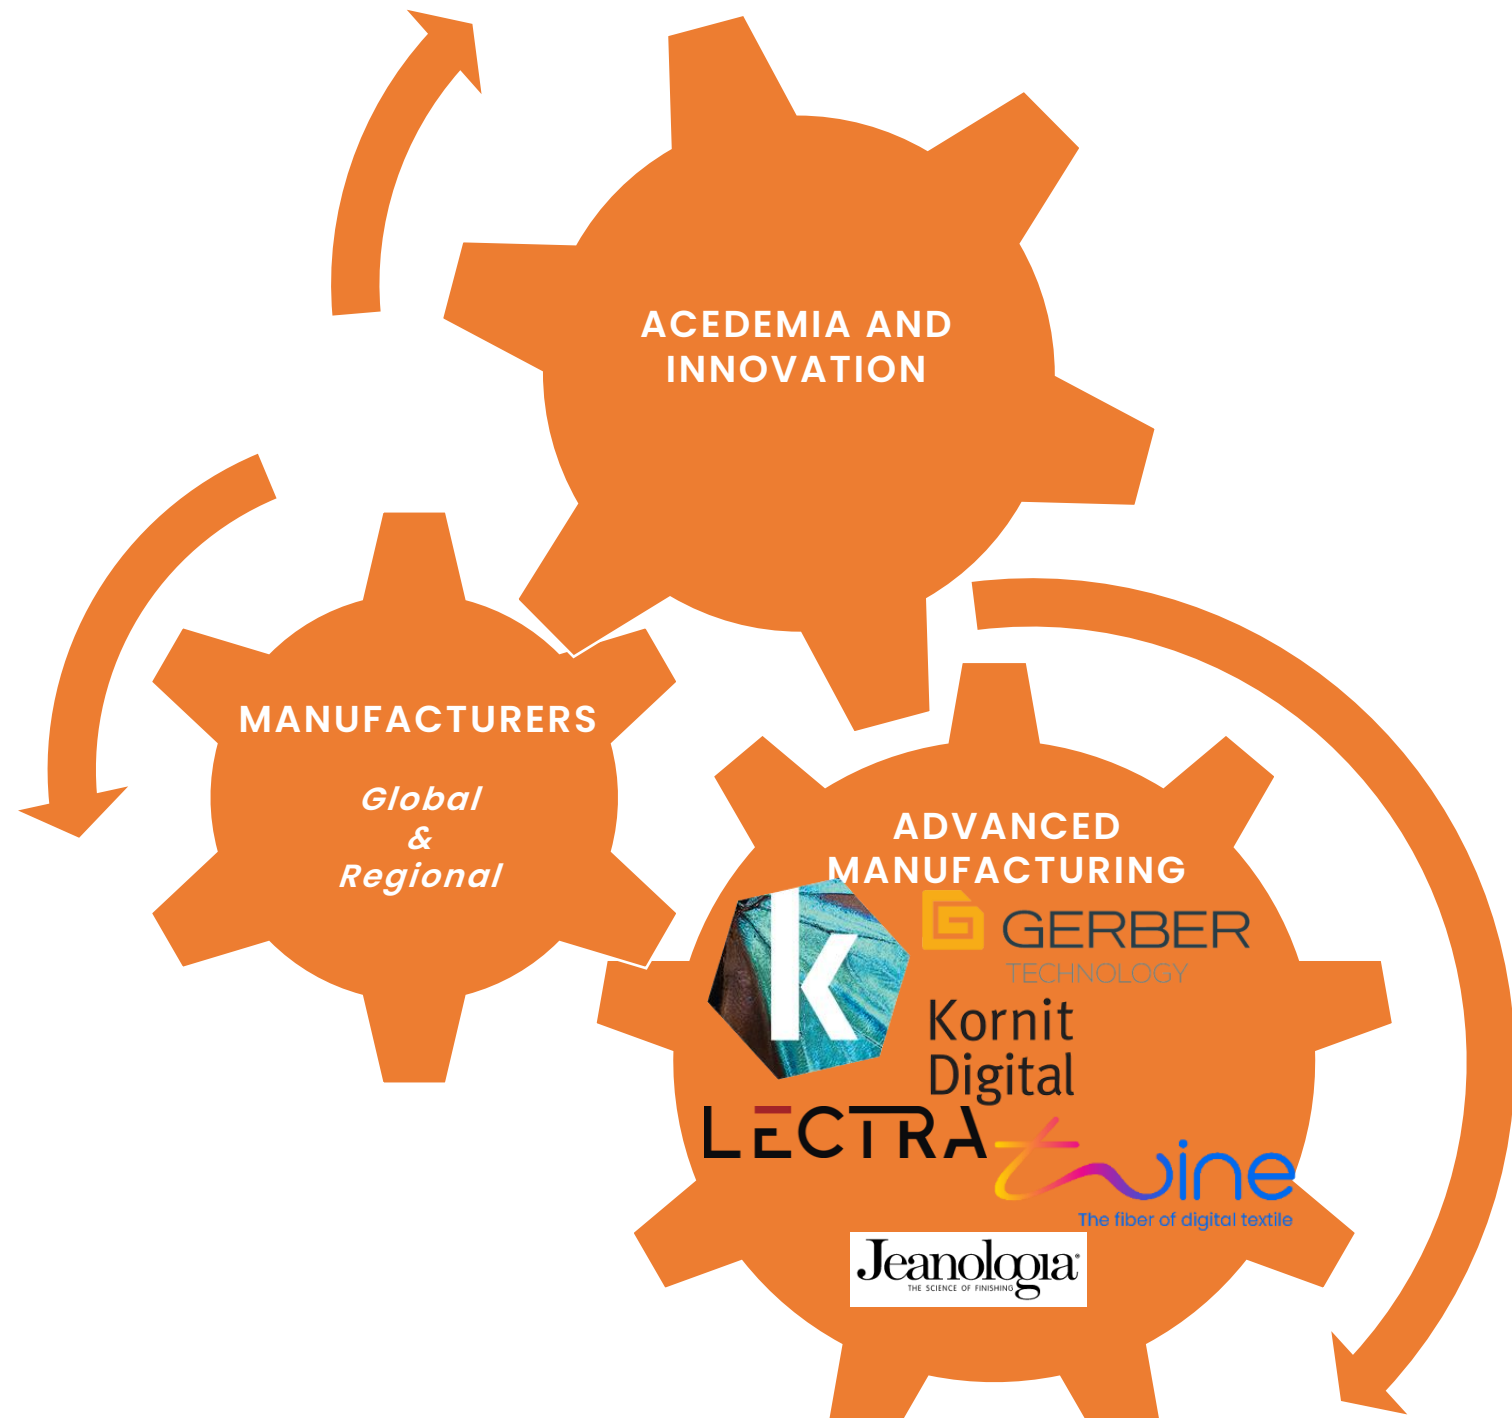 ACEDEMIA AND
INNOVATION
MANUFACTURERS
Global
&
Regional
ADVANCED
MANUFACTURING
k
GERBER
TECHNOLOGY
Kornit
Digital
LECTRA
twine
The fiber of digital textile
Jeanologia®
THE SCIENCE OF FINISHING